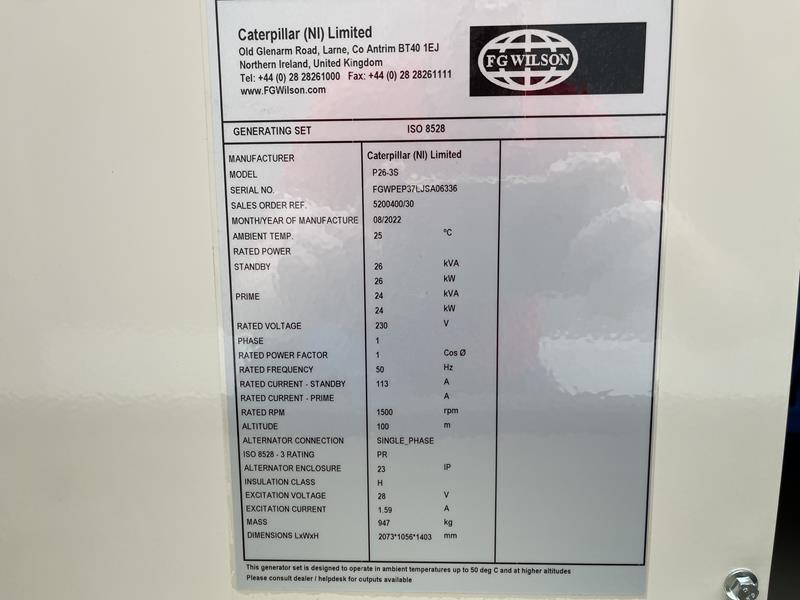 Caterpillar (NI) Limited
Old Glenarm Road, Larne, Co Antrim BT40 1EJ
Northern Ireland, United Kingdom
Tel: +44 (0) 28 28261000 Fax: +44 (0) 28 28261111
www.FGWilson.com
FG WILSON
GENERATING SET ISO 8528
MANUFACTURER Caterpillar (NI) Limited
MODEL P26-3S
SERIAL NO. FGWPEP37LJSA06336
SALES ORDER REF. 5200400/30
MONTH/YEAR OF MANUFACTURE 08/2022
AMBIENT TEMP. 25 ºC
RATED POWER
STANDBY 26 kVA
26 kW
PRIME 24 kVA
24 kW
RATED VOLTAGE 230 V
PHASE 1
RATED POWER FACTOR 1 Cos Ø
RATED FREQUENCY 50 Hz
RATED CURRENT - STANDBY 113 A
RATED CURRENT - PRIME A
RATED RPM 1500 rpm
ALTITUDE 100 m
ALTERNATOR CONNECTION SINGLE_PHASE
ISO 8528 - 3 RATING PR
ALTERNATOR ENCLOSURE 23 IP
INSULATION CLASS H
EXCITATION VOLTAGE 28 V
EXCITATION CURRENT 1.59 A
MASS 947 kg
DIMENSIONS LxWxH 2073*1056*1403 mm
This generator set is designed to operate in ambient temperatures up to 50 deg C and at higher altitudes
Please consult dealer / helpdesk for outputs available